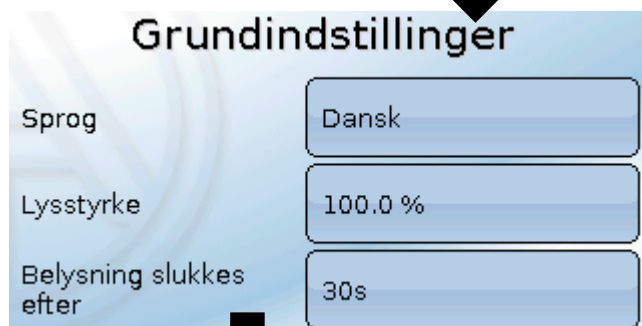 Grundindstillinger
Sprog
Dansk
Lysstyrke
100.0 %
Belysning slukkes
efter
30s